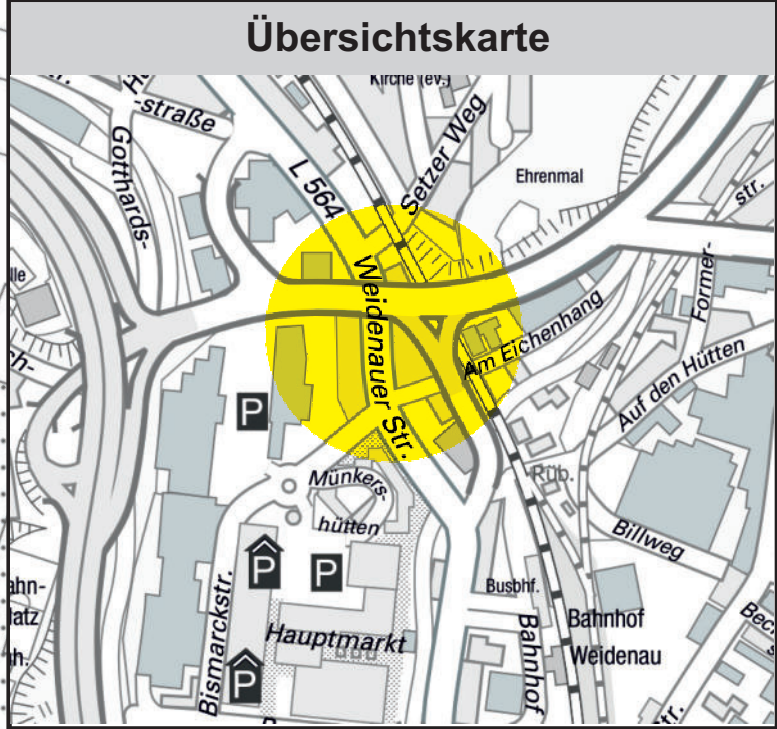 Übersichtskarte
Kirche (ev.)
-straße
Setzer Weg
Gotthards-
L 564
Ehrenmal
str.
Weidenauer Str.
Former-
Am Eichenhang
Auf den Hütten
P
Rüb.
Münkers-
hütten
Billweg
P
P
Busbhf.
Bismarckstr.
Hauptmarkt
Bahnhof
Bahnhof
Weidenau
P